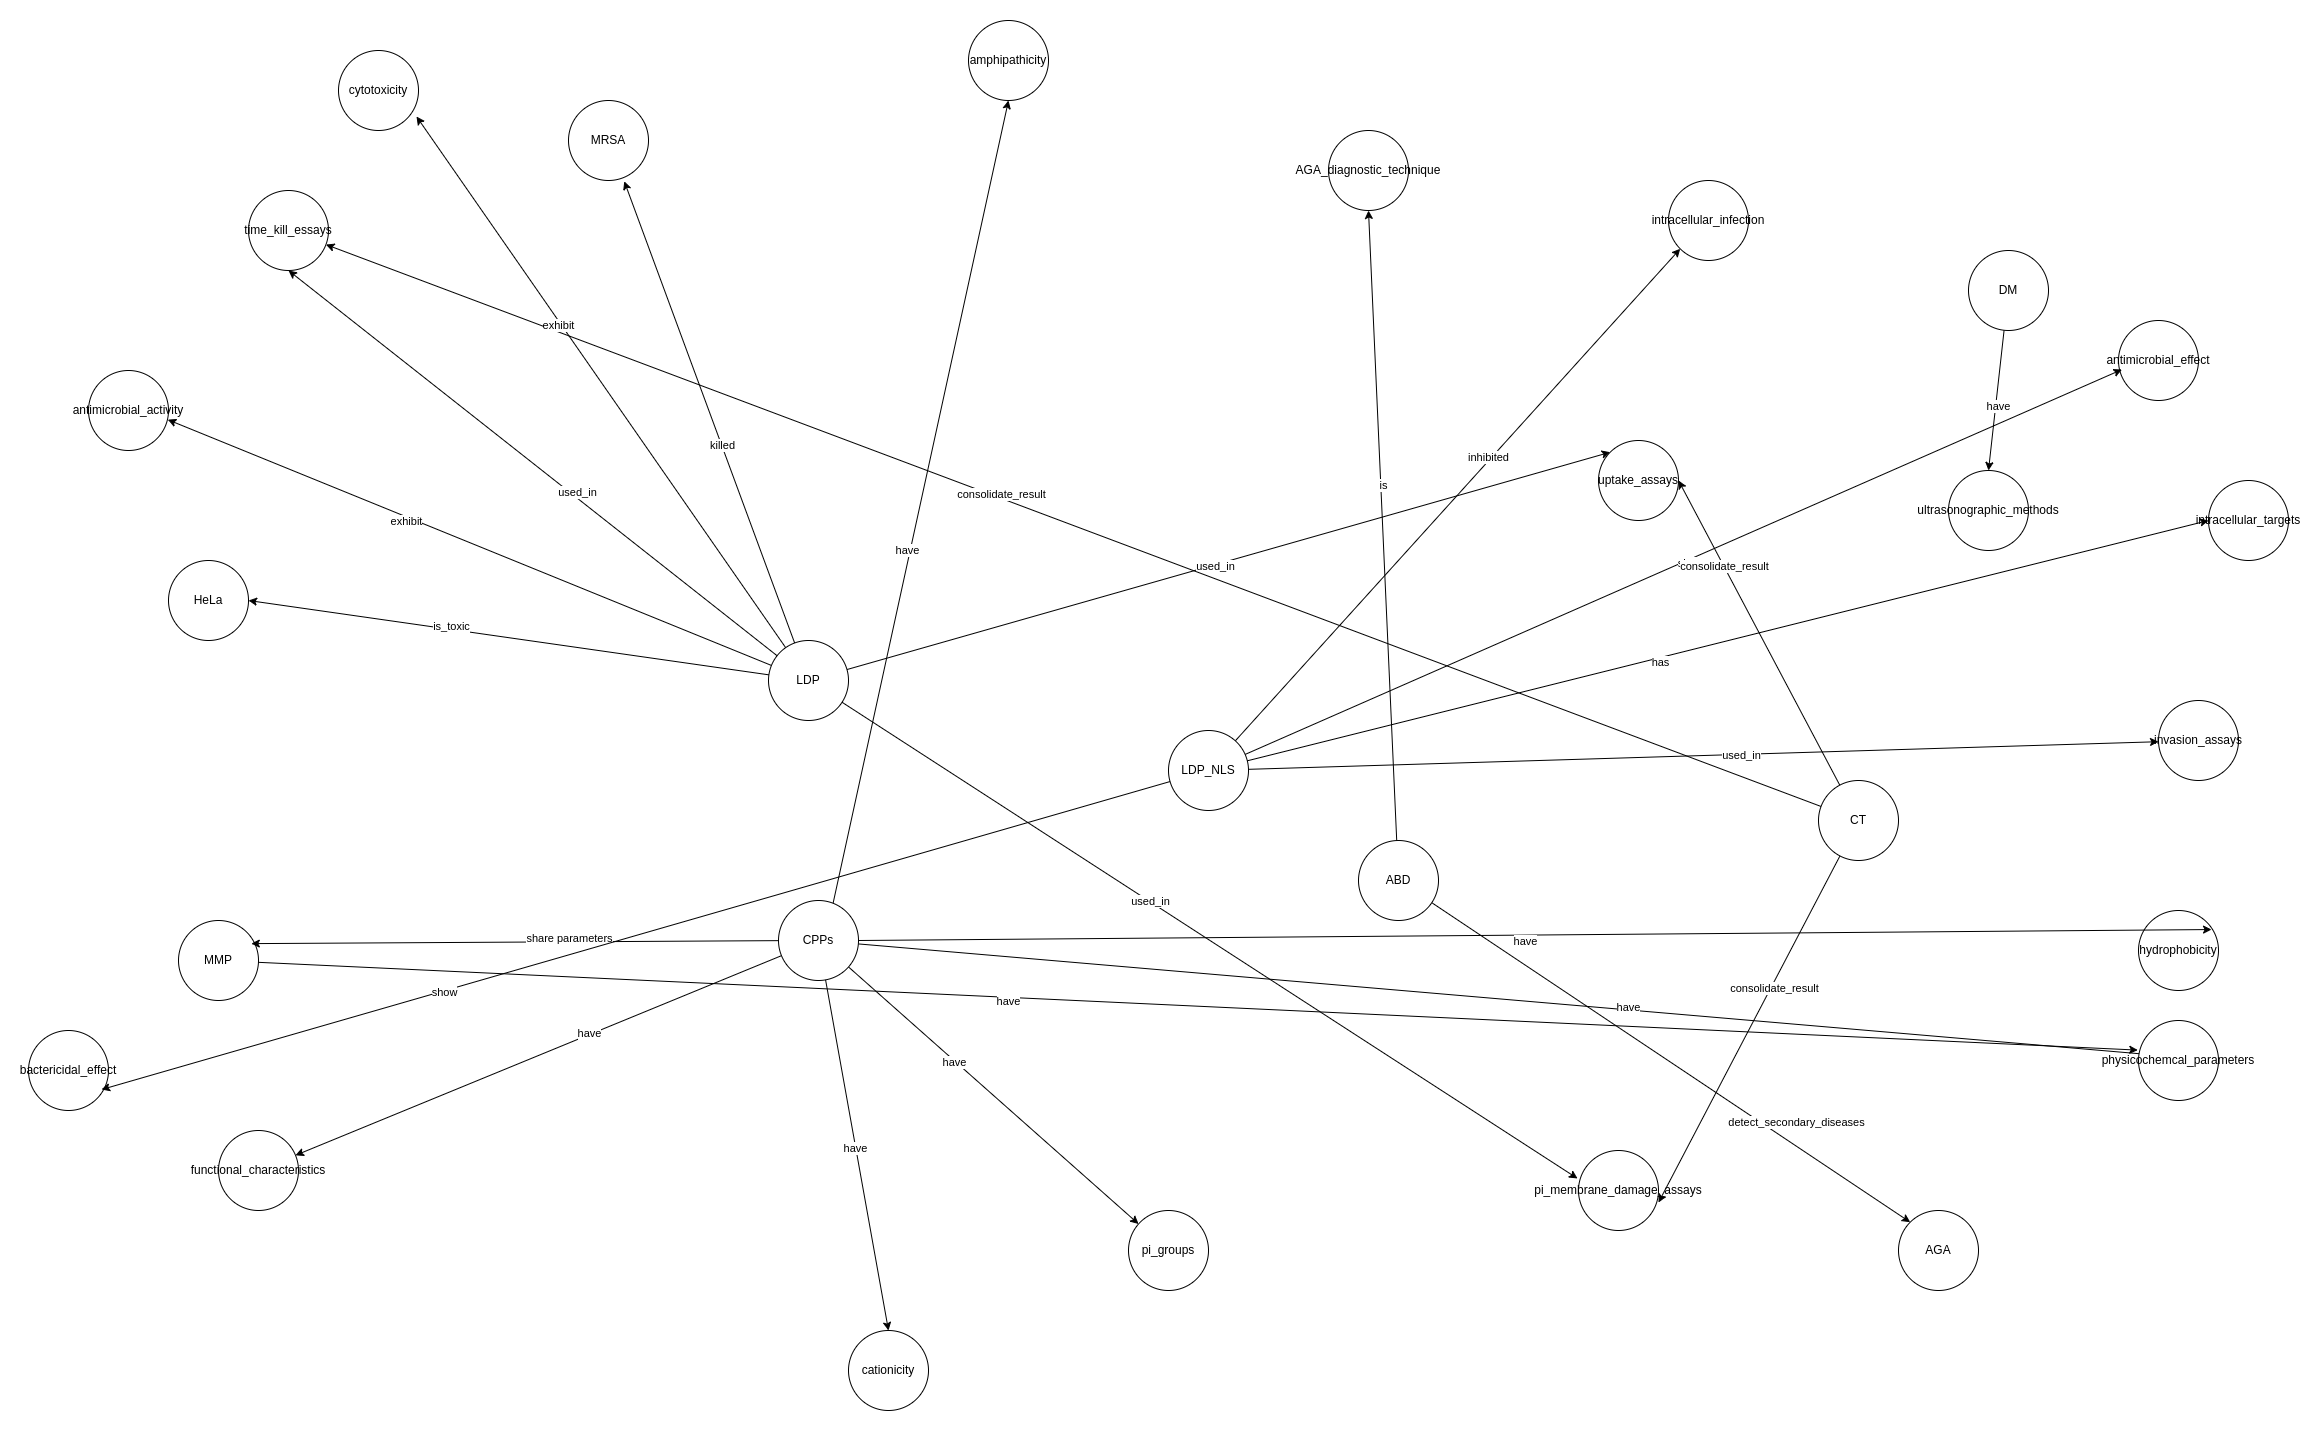 amphipathicity
cytotoxicity
MRSA
AGA_diagnostic_technique
intracellular_infection
time_kill_essays
DM
exhibit
antimicrobial_effect
antimicrobial_activity
have
killed
inhibited
is
uptake_assays
used_in
consolidate_result
ultrasonographic_methods
intracellular_targets
exhibit
have
used_in
consolidate_result
HeLa
is_toxic
has
LDP
invasion_assays
used_in
LDP_NLS
CT
ABD
used_in
share parameters
CPPs
have
hydrophobicity
MMP
show
have
have
consolidate_result
have
have
physicochemcal_parameters
bactericidal_effect
detect_secondary_diseases
have
functional_characteristics
pi_membrane_damage_assays
pi_groups
AGA
cationicity